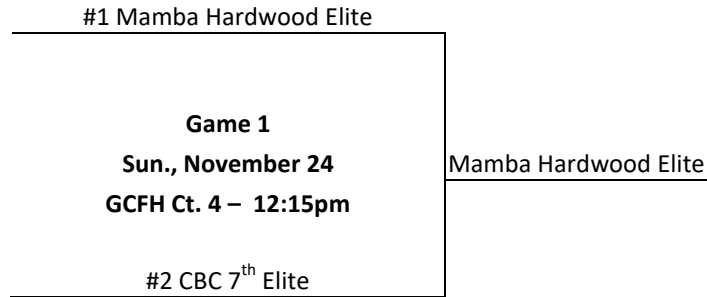 #1 Mamba Hardwood Elite
Game 1
Sun., November 24
Mamba Hardwood Elite
GCFH Ct. 4 – 12:15pm
#2 CBC 7th Elite